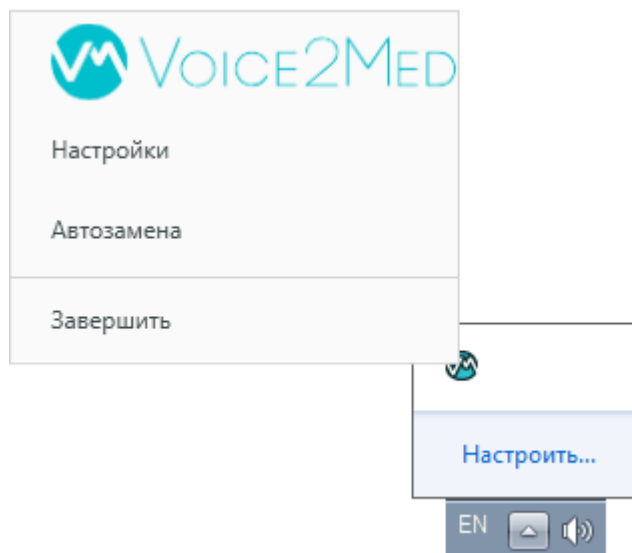 VOICE2MED
Настройки
Автозамена
Завершить
Настроить...
EN